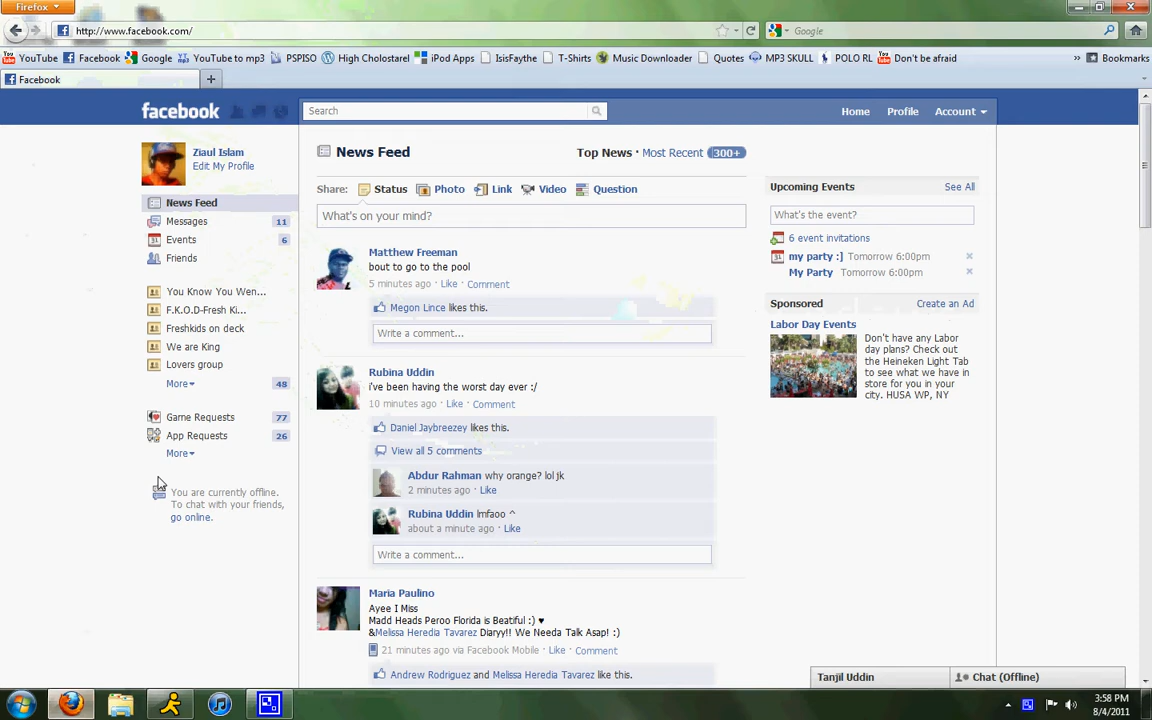 Firefox
http://www.facebook.com/
Google
YouTube
Facebook
Google
YouTube to mp3
PSPISO
High Cholostarel
iPod Apps
IsisFaythe
T-Shirts
Music Downloader
Quotes
MP3 SKULL
POLO RL
Don't be afraid
»
Bookmarks
Facebook
facebook
Search
Home
Profile
Account
Ziaul Islam
Edit My Profile
News Feed
Messages 11
Events 6
Friends
You Know You Wen...
F.K.O.D-Fresh Ki...
Freshkids on deck
We are King
Lovers group
More 48
Game Requests 77
App Requests 26
More
You are currently offline.
To chat with your friends,
go online.
News Feed
Top News · Most Recent 300+
Share: Status Photo Link Video Question
What's on your mind?
Matthew Freeman
bout to go to the pool
5 minutes ago · Like · Comment
Megon Lince likes this.
Write a comment...
Rubina Uddin
i've been having the worst day ever :/
10 minutes ago · Like · Comment
Daniel Jaybreezey likes this.
View all 5 comments
Abdur Rahman why orange? lol jk
2 minutes ago · Like
Rubina Uddin lmfaoo ^
about a minute ago · Like
Write a comment...
Maria Paulino
Ayee I Miss
Madd Heads Peroo Florida is Beatiful :) ♥
&Melissa Heredia Tavarez Diaryy!! We Needa Talk Asap! :)
21 minutes ago via Facebook Mobile · Like · Comment
Andrew Rodriguez and Melissa Heredia Tavarez like this.
Upcoming Events See All
What's the event?
6 event invitations
my party :] Tomorrow 6:00pm
My Party Tomorrow 6:00pm
Sponsored Create an Ad
Labor Day Events
Don't have any Labor
day plans? Check out
the Heineken Light Tab
to see what we have in
store for you in your
city. HUSA WP, NY
Tanjil Uddin
Chat (Offline)
3:58 PM
8/4/2011